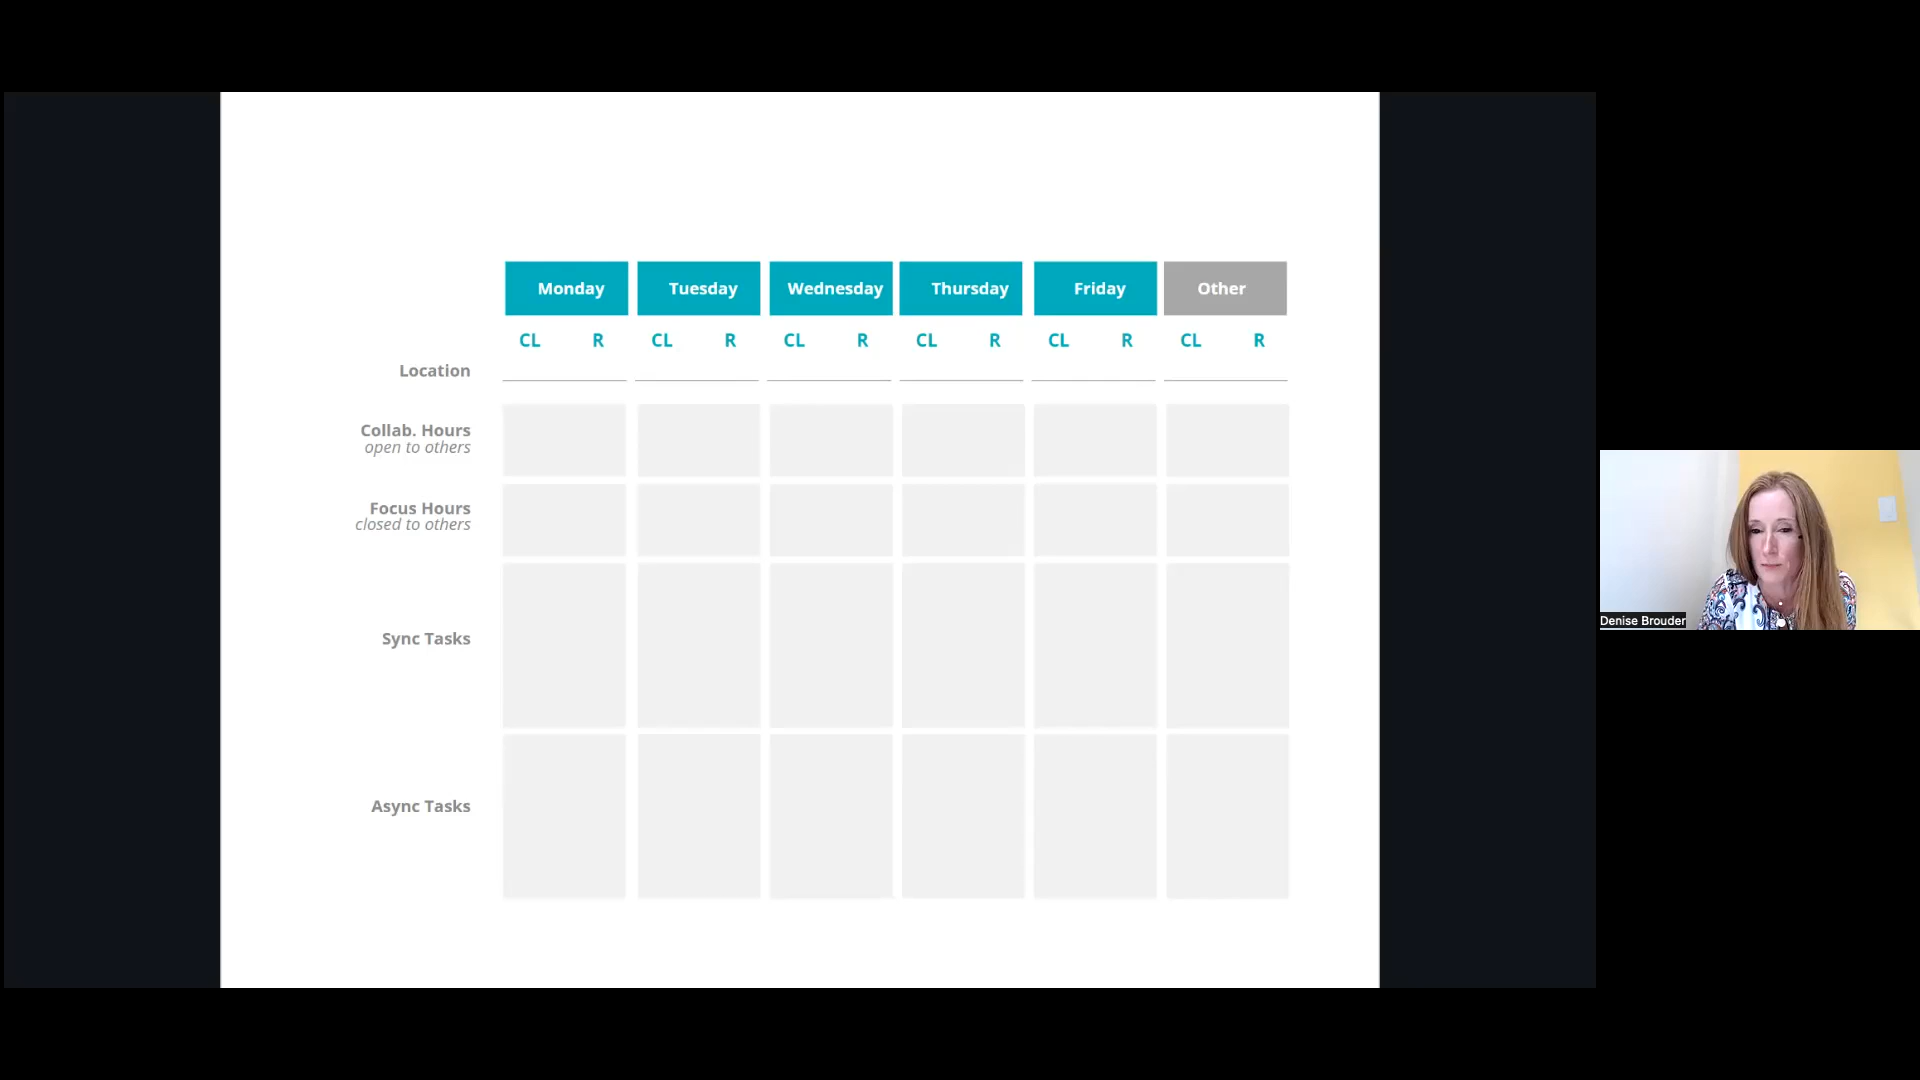 Monday Tuesday Wednesday Thursday Friday Other
CL R CL R CL R CL R CL R CL R
Location
Collab. Hours
open to others
Focus Hours
closed to others
Sync Tasks
Async Tasks
Denise Brouder